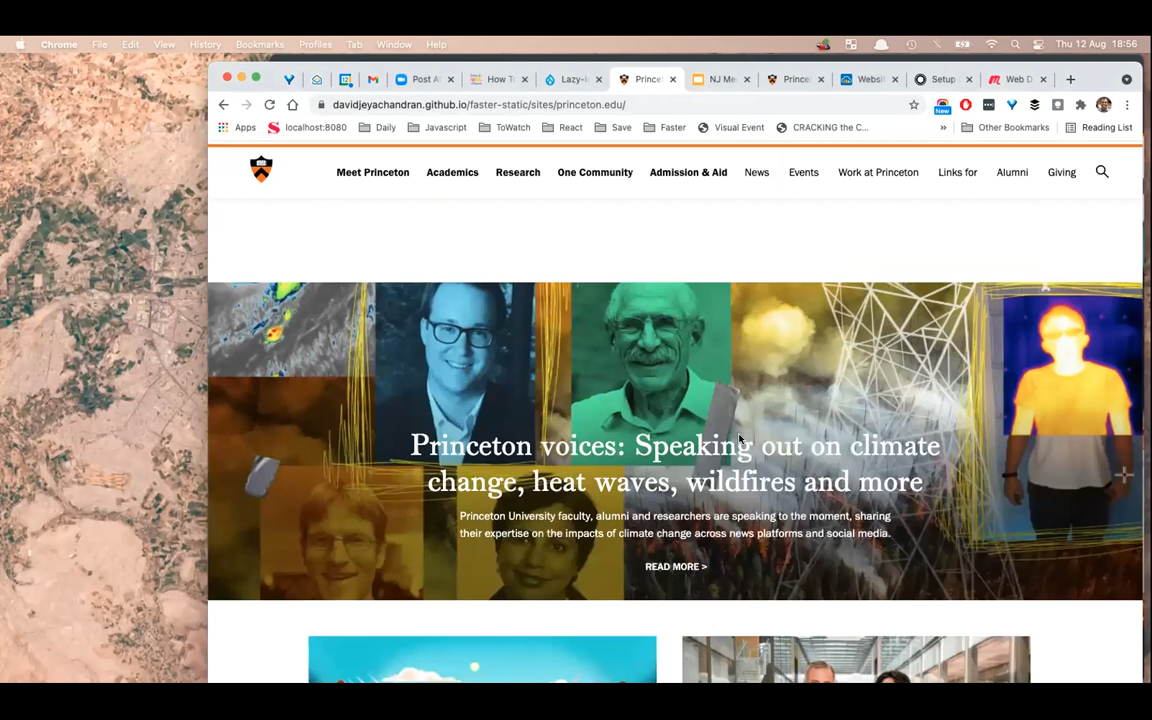 Chrome File Edit View History Bookmarks Profiles Tab Window Help Thu 12 Aug 18:56
Post A How T Lazy-l Prince NJ Me Prince Websit Setup Web D
davidjeyachandran.github.io/faster-static/sites/princeton.edu/ New
Apps localhost:8080 Daily Javascript ToWatch React Save Faster Visual Event CRACKING the C... » Other Bookmarks Reading List
Meet Princeton Academics Research One Community Admission & Aid News Events Work at Princeton Links for Alumni Giving
Princeton voices: Speaking out on climate
change, heat waves, wildfires and more
Princeton University faculty, alumni and researchers are speaking to the moment, sharing
their expertise on the impacts of climate change across news platforms and social media.
READ MORE >